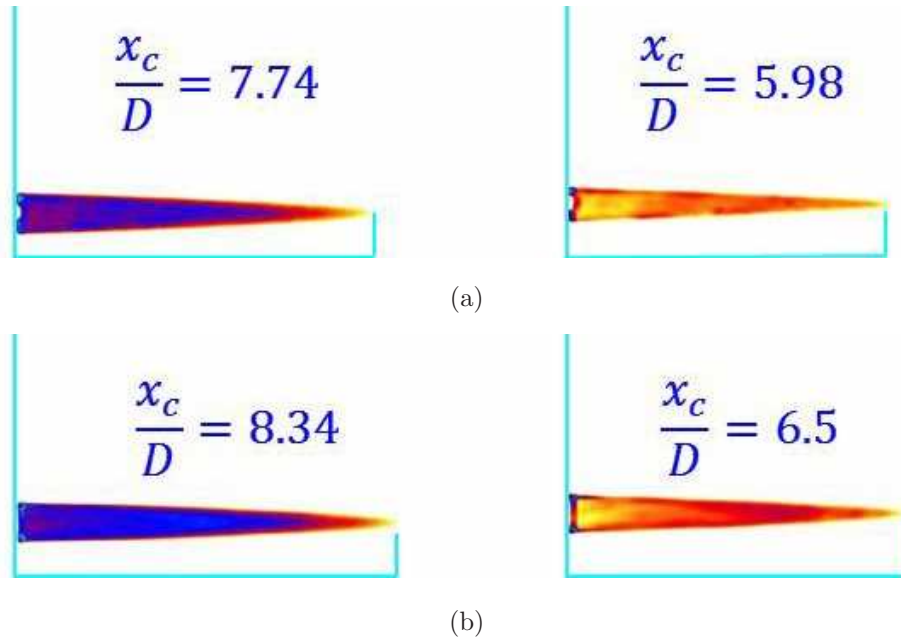 x_c/D = 7.74
x_c/D = 5.98
(a)
x_c/D = 8.34
x_c/D = 6.5
(b)